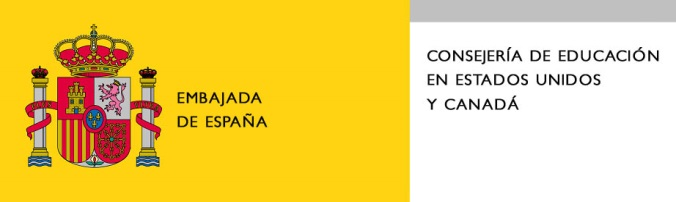 EMBAJADA
DE ESPAÑA
CONSEJERÍA DE EDUCACIÓN
EN ESTADOS UNIDOS
Y CANADÁ